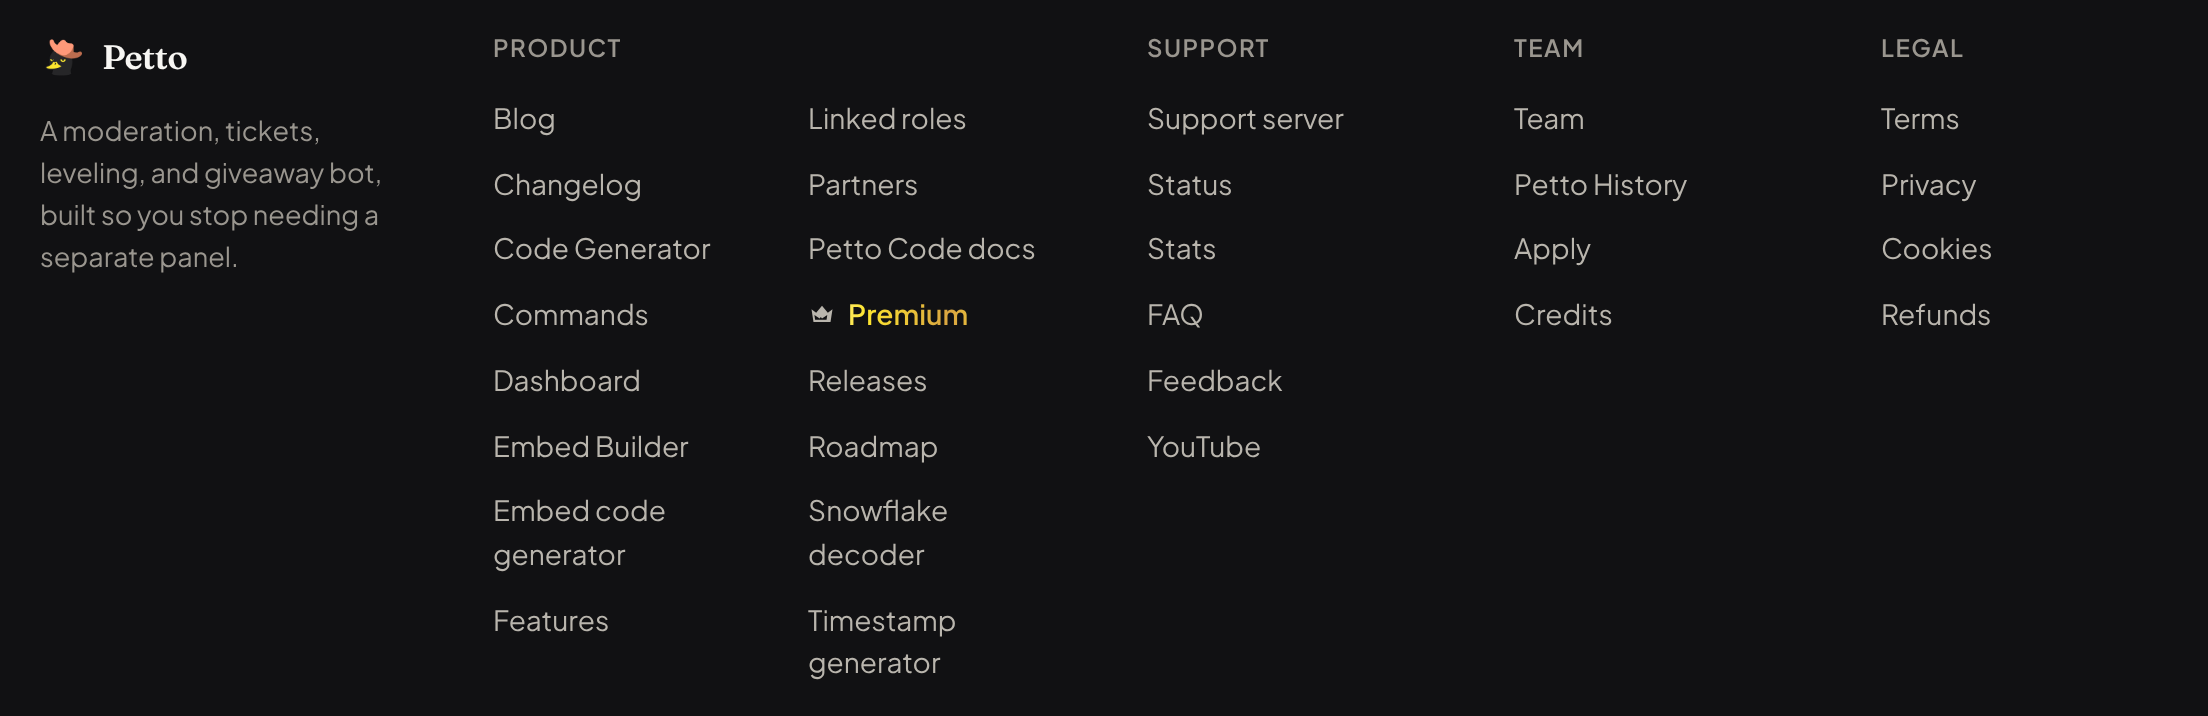 Petto
A moderation, tickets,
leveling, and giveaway bot,
built so you stop needing a
separate panel.
PRODUCT
Blog
Changelog
Code Generator
Commands
Dashboard
Embed Builder
Embed code
generator
Features
Linked roles
Partners
Petto Code docs
Premium
Releases
Roadmap
Snowflake
decoder
Timestamp
generator
SUPPORT
Support server
Status
Stats
FAQ
Feedback
YouTube
TEAM
Team
Petto History
Apply
Credits
LEGAL
Terms
Privacy
Cookies
Refunds